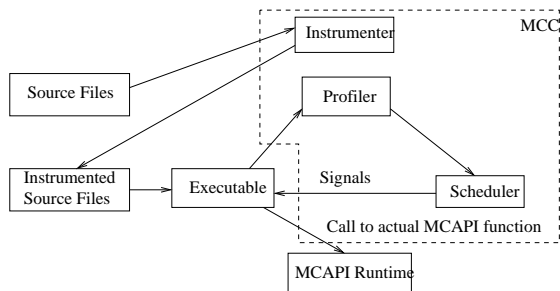 MCC
Instrumenter
Source Files
Profiler
Instrumented
Source Files
Executable
Signals
Scheduler
Call to actual MCAPI function
MCAPI Runtime